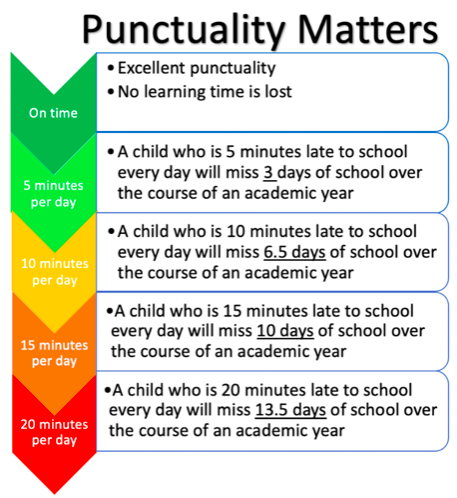 Punctuality Matters
On time
• Excellent punctuality
• No learning time is lost
5 minutes
per day
• A child who is 5 minutes late to school
every day will miss 3 days of school over
the course of an academic year
10 minutes
per day
• A child who is 10 minutes late to school
every day will miss 6.5 days of school over
the course of an academic year
15 minutes
per day
•A child who is 15 minutes late to school
every day will miss 10 days of school over
the course of an academic year
20 minutes
per day
•A child who is 20 minutes late to school
every day will miss 13.5 days of school over
the course of an academic year